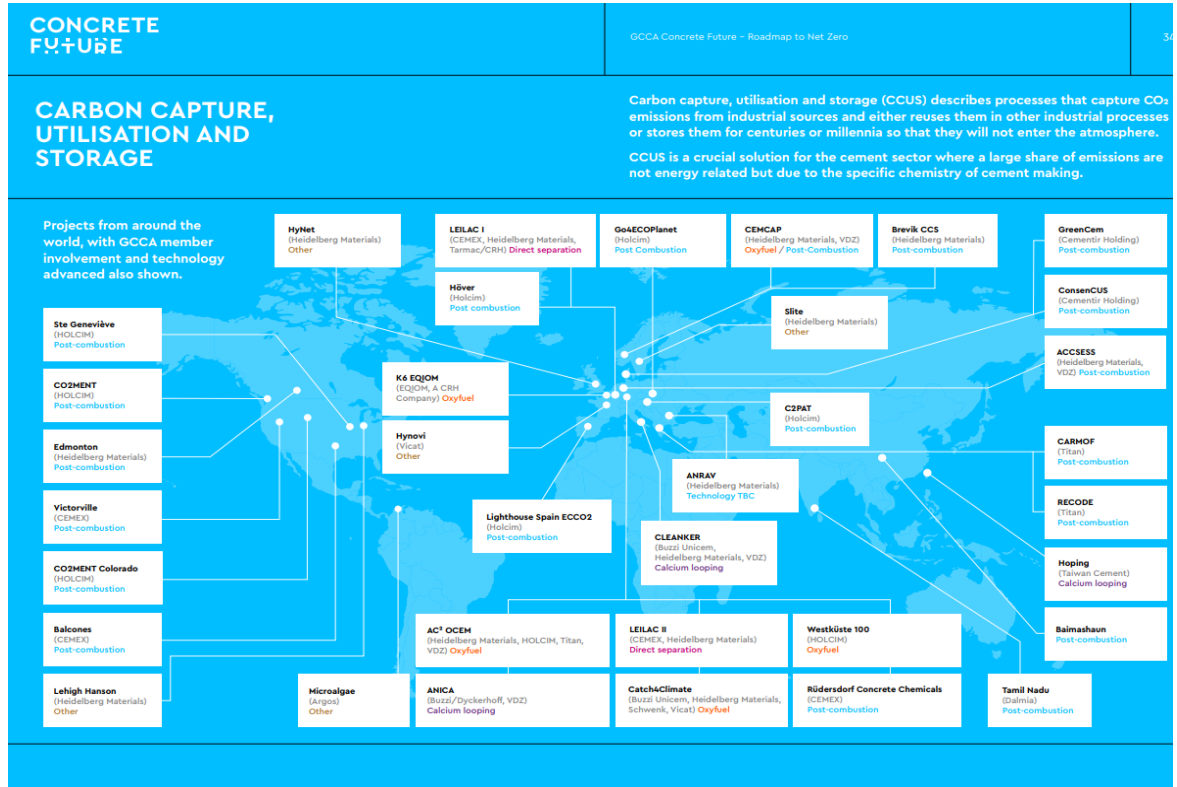 CONCRETE
FUTURE
GCCA Concrete Future – Roadmap to Net Zero
34
CARBON CAPTURE,
UTILISATION AND
STORAGE
Carbon capture, utilisation and storage (CCUS) describes processes that capture CO₂
emissions from industrial sources and either reuses them in other industrial processes
or stores them for centuries or millennia so that they will not enter the atmosphere.
CCUS is a crucial solution for the cement sector where a large share of emissions are
not energy related but due to the specific chemistry of cement making.
Projects from around the
world, with GCCA member
involvement and technology
advanced also shown.
HyNet
(Heidelberg Materials)
Other
LEILAC I
(CEMEX, Heidelberg Materials,
Tarmac/CRH) Direct separation
Go4ECOPlanet
(Holcim)
Post Combustion
CEMCAP
(Heidelberg Materials, VDZ)
Oxyfuel / Post-Combustion
Brevik CCS
(Heidelberg Materials)
Post-combustion
GreenCem
(Cementir Holding)
Post-combustion
Höver
(Holcim)
Post combustion
ConsenCUS
(Cementir Holding)
Post-combustion
Slite
(Heidelberg Materials)
Other
Ste Geneviève
(HOLCIM)
Post-combustion
ACCSESS
(Heidelberg Materials,
VDZ) Post-combustion
K6 EQIOM
(EQIOM, A CRH
Company) Oxyfuel
CO2MENT
(HOLCIM)
Post-combustion
C2PAT
(Holcim)
Post-combustion
Hynovi
(Vicat)
Other
Edmonton
(Heidelberg Materials)
Post-combustion
CARMOF
(Titan)
Post-combustion
ANRAV
(Heidelberg Materials)
Technology TBC
Victorville
(CEMEX)
Post-combustion
RECODE
(Titan)
Post-combustion
Lighthouse Spain ECCO2
(Holcim)
Post-combustion
CLEANKER
(Buzzi Unicem,
Heidelberg Materials, VDZ)
Calcium looping
CO2MENT Colorado
(HOLCIM)
Post-combustion
Hoping
(Taiwan Cement)
Calcium looping
Balcones
(CEMEX)
Post-combustion
AC² OCEM
(Heidelberg Materials, HOLCIM, Titan,
VDZ) Oxyfuel
LEILAC II
(CEMEX, Heidelberg Materials)
Direct separation
Westküste 100
(HOLCIM)
Oxyfuel
Baimashaun
Post-combustion
Lehigh Hanson
(Heidelberg Materials)
Other
Microalgae
(Argos)
Other
ANICA
(Buzzi/Dyckerhoff, VDZ)
Calcium looping
Catch4Climate
(Buzzi Unicem, Heidelberg Materials,
Schwenk, Vicat) Oxyfuel
Rüdersdorf Concrete Chemicals
(CEMEX)
Post-combustion
Tamil Nadu
(Dalmia)
Post-combustion